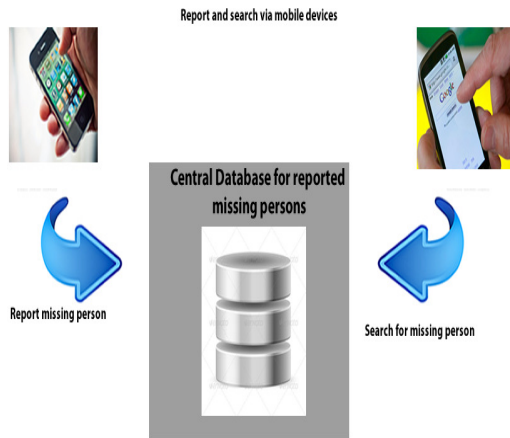 Report and search via mobile devices
Google
Central Database for reported
missing persons
Report missing person
Search for missing person